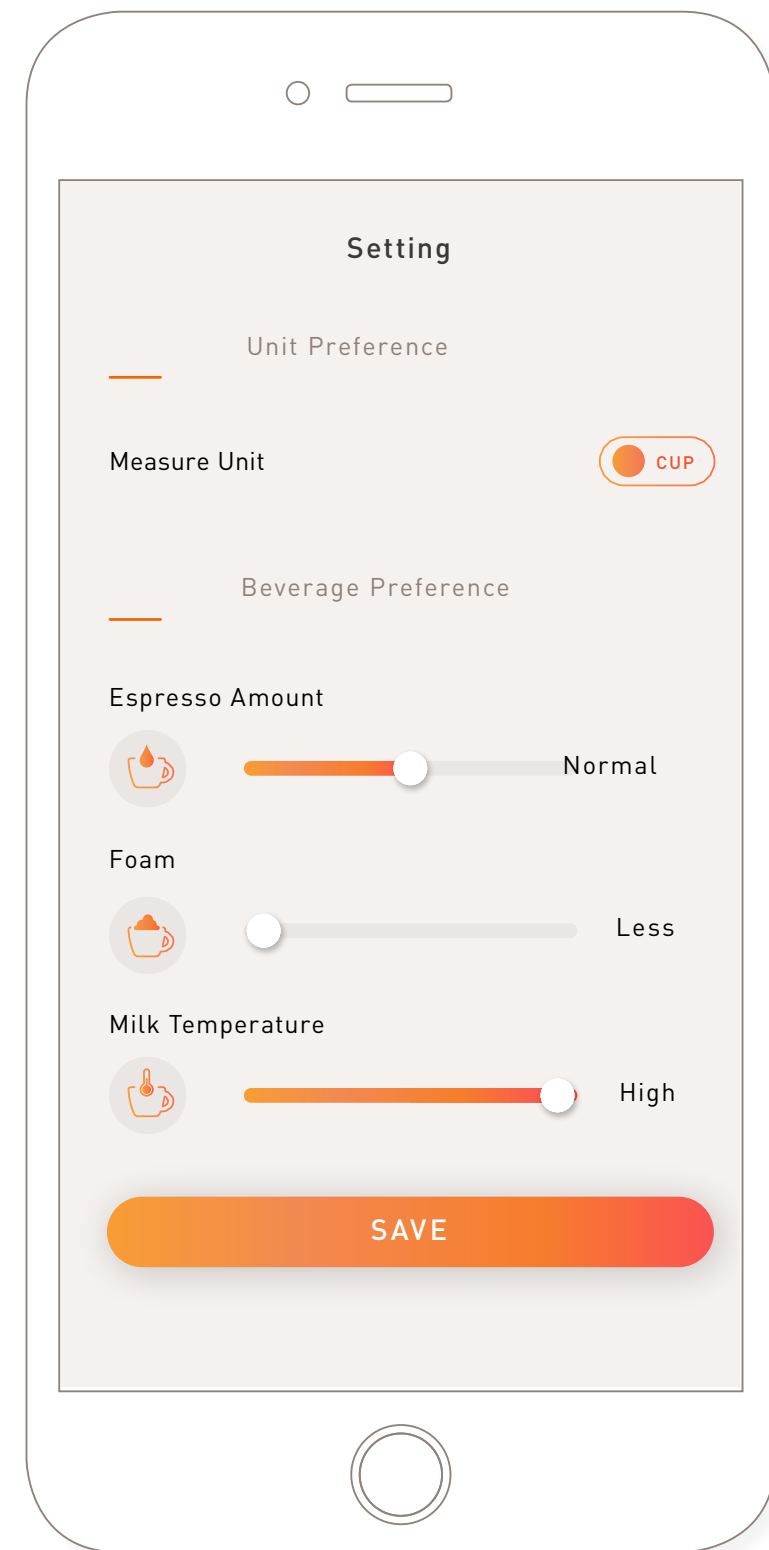 Setting
Unit Preference
Measure Unit CUP
Beverage Preference
Espresso Amount
Normal
Foam
Less
Milk Temperature
High
SAVE